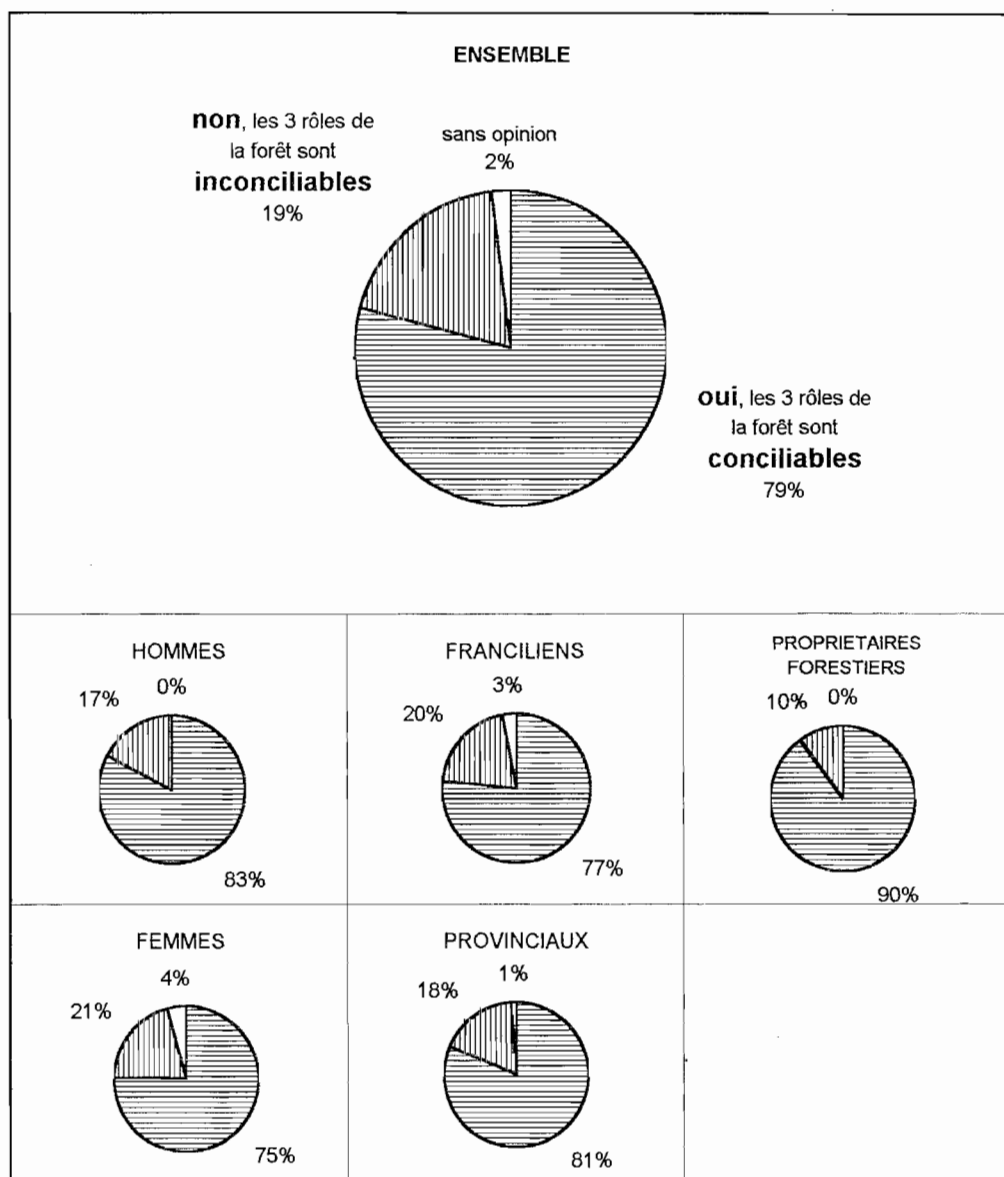 ENSEMBLE
non, les 3 rôles de
la forêt sont
inconciliables
19%
sans opinion
2%
oui, les 3 rôles de
la forêt sont
conciliables
79%
HOMMES
17%
0%
83%
FRANCILIENS
20%
3%
77%
PROPRIETAIRES
FORESTIERS
10%
0%
90%
FEMMES
21%
4%
75%
PROVINCIAUX
18%
1%
81%